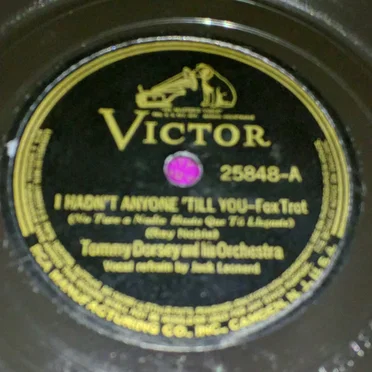 VICTOR
25848-A
I HADN'T ANYONE 'TILL YOU—Fox Trot
(No Tuve a Nadie Hasta Que Tú Llegaste)
(Ray Noble)
Tommy Dorsey and his Orchestra
Vocal refrain by Jack Leonard
RCA MANUFACTURING CO., INC., CAMDEN, N.J., U.S.A.